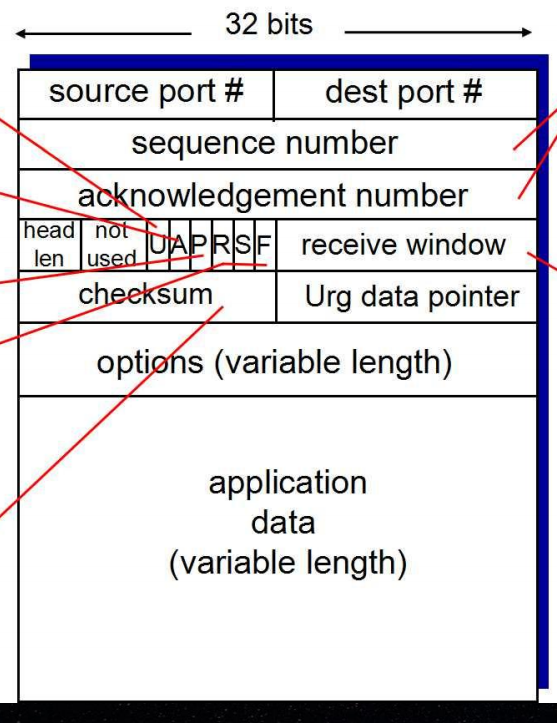 32 bits
source port # dest port #
sequence number
acknowledgement number
head not U A P R S F receive window
len used
checksum Urg data pointer
options (variable length)
application
data
(variable length)